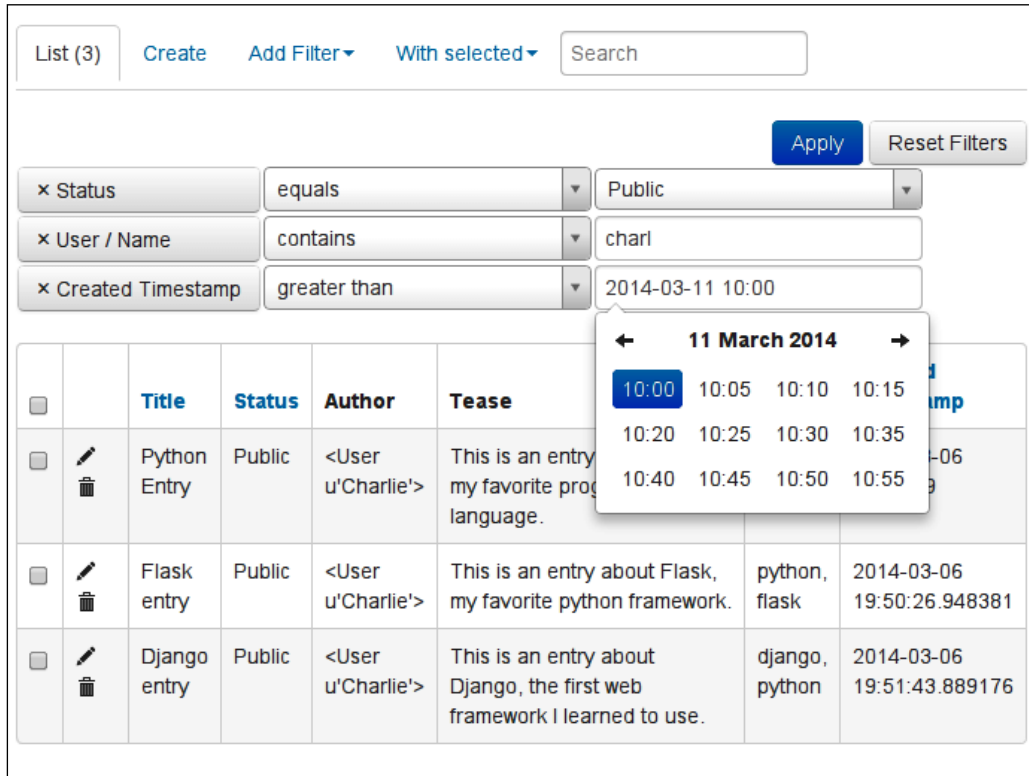 List (3) Create Add Filter With selected Search
Apply Reset Filters
× Status equals Public
× User / Name contains charl
× Created Timestamp greater than 2014-03-11 10:00
11 March 2014
10:00 10:05 10:10 10:15
10:20 10:25 10:30 10:35
10:40 10:45 10:50 10:55
Title Status Author Tease
Python Public <User This is an entry
Entry u'Charlie'> my favorite
language.
Flask Public <User This is an entry about Flask, python, 2014-03-06
entry u'Charlie'> my favorite python framework. flask 19:50:26.948381
Django Public <User This is an entry about django, 2014-03-06
entry u'Charlie'> Django, the first web python 19:51:43.889176
framework I learned to use.